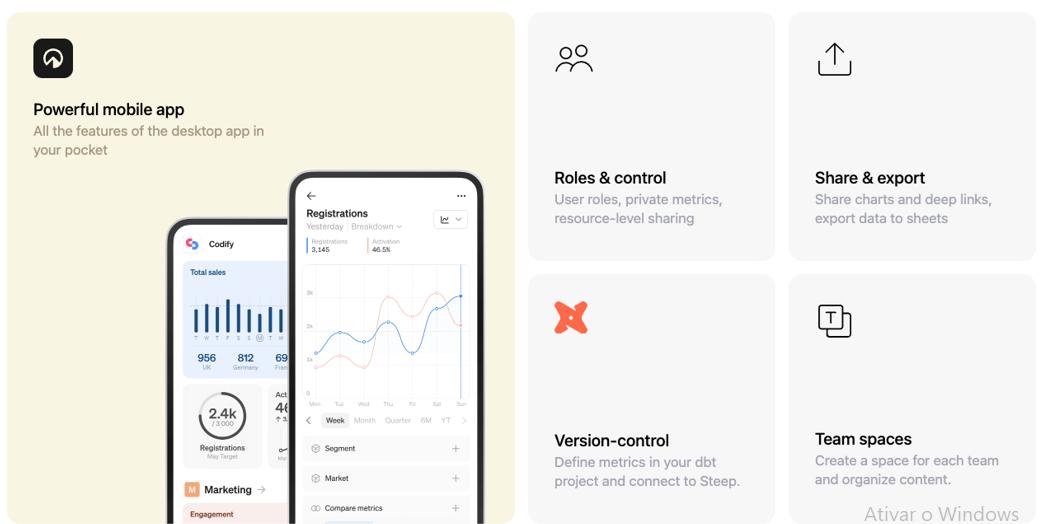 Powerful mobile app
All the features of the desktop app in
your pocket
Codify
Total sales
T W T F S S M T W
956 812 69
UK Germany Fran
2.4k
/ 3 000
Registrations
May Target
Act
46
↑ 3.
Mar
M Marketing →
Engagement
Registrations
Yesterday Breakdown
Registrations Activation
3,145 46.5%
3k
2k
1k
0
Mon Tue Wed Thu Fri Sat Sun
Week Month Quarter 6M YT
Segment +
Market +
Compare metrics +
Roles & control
User roles, private metrics,
resource-level sharing
Share & export
Share charts and deep links,
export data to sheets
Version-control
Define metrics in your dbt
project and connect to Steep.
T
Team spaces
Create a space for each team
and organize content.
Ativar o Windows